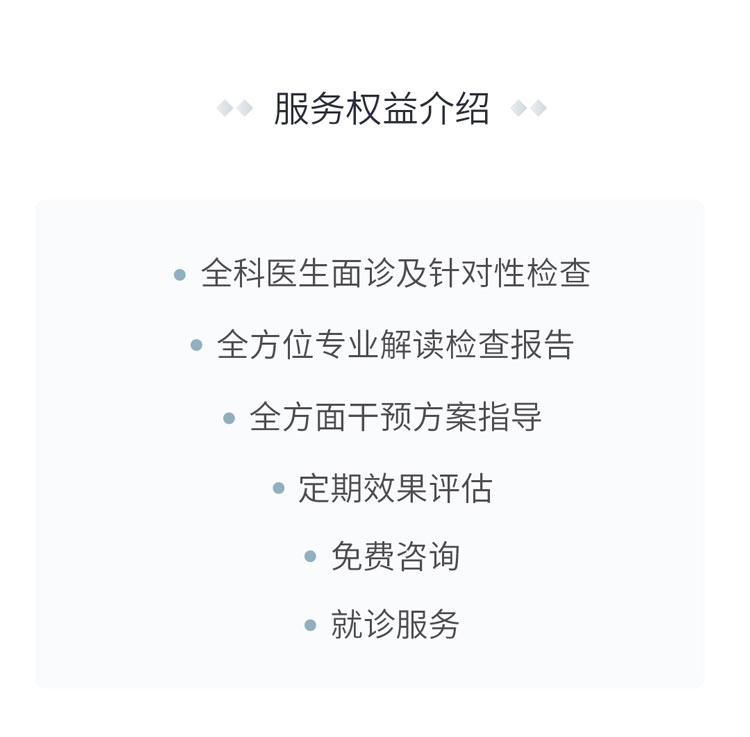 服务权益介绍
全科医生面诊及针对性检查
全方位专业解读检查报告
全方面干预方案指导
定期效果评估
免费咨询
就诊服务